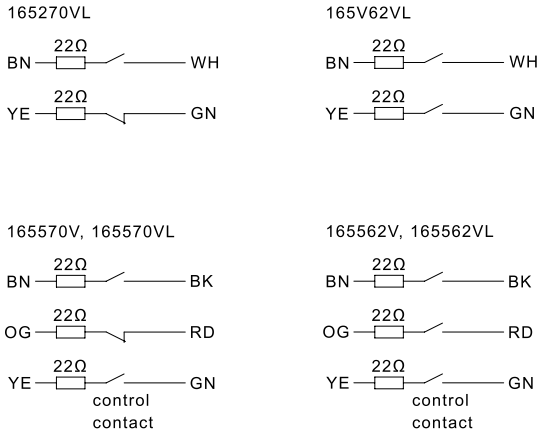 165270VL
22Ω
BN WH
22Ω
YE GN
165V62VL
22Ω
BN WH
22Ω
YE GN
165570V, 165570VL
22Ω
BN BK
22Ω
OG RD
22Ω
YE GN
control
contact
165562V, 165562VL
22Ω
BN BK
22Ω
OG RD
22Ω
YE GN
control
contact